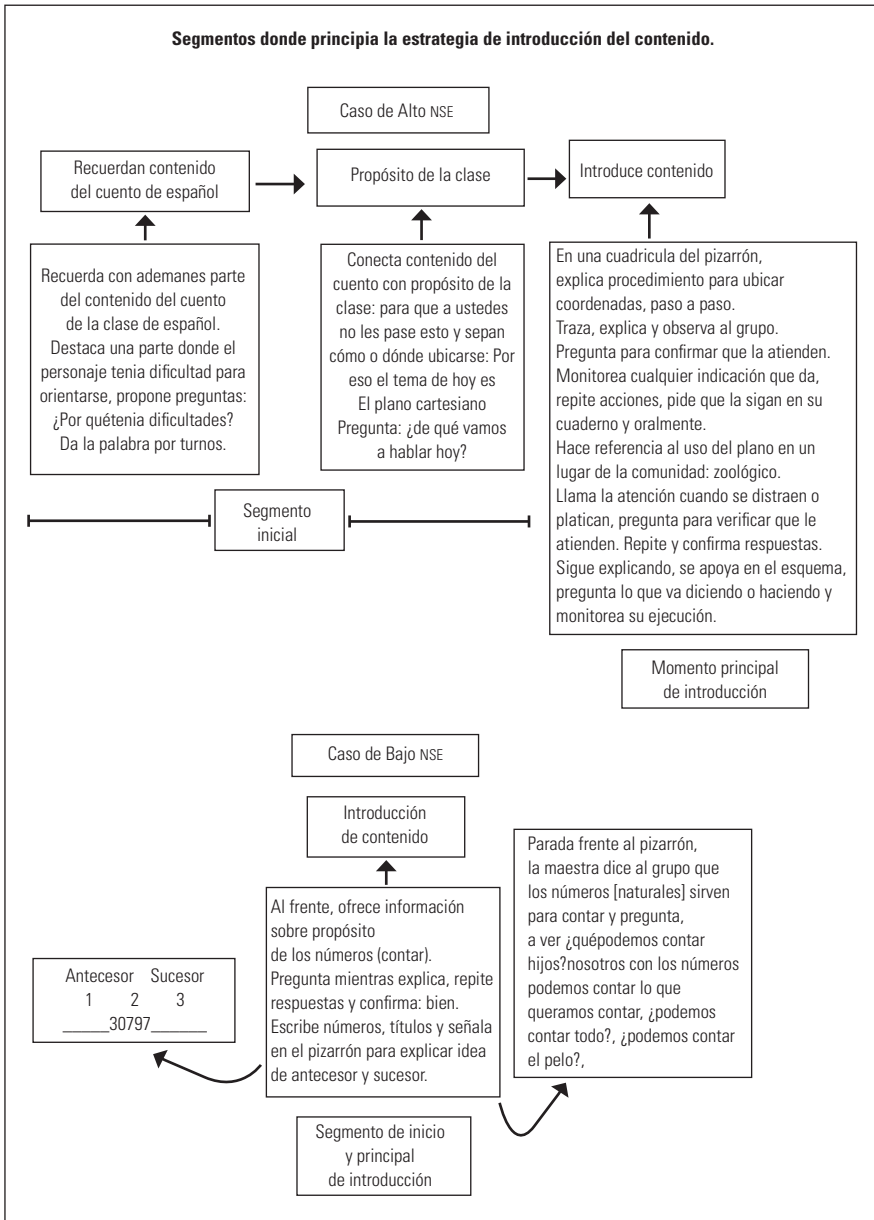 Segmentos donde principia la estrategia de introducción del contenido.
Caso de Alto NSE
Recuerdan contenido
del cuento de español
Propósito de la clase
Introduce contenido
Recuerda con ademanes parte
del contenido del cuento
de la clase de español.
Destaca una parte donde el
personaje tenia dificultad para
orientarse, propone preguntas:
¿Por quétenia dificultades?
Da la palabra por turnos.
Conecta contenido del
cuento con propósito de la
clase: para que a ustedes
no les pase esto y sepan
cómo o dónde ubicarse: Por
eso el tema de hoy es
El plano cartesiano
Pregunta: ¿de qué vamos
a hablar hoy?
En una cuadricula del pizarrón,
explica procedimiento para ubicar
coordenadas, paso a paso.
Traza, explica y observa al grupo.
Pregunta para confirmar que la atienden.
Monitorea cualquier indicación que da,
repite acciones, pide que la sigan en su
cuaderno y oralmente.
Hace referencia al uso del plano en un
lugar de la comunidad: zoológico.
Llama la atención cuando se distraen o
platican, pregunta para verificar que le
atienden. Repite y confirma respuestas.
Sigue explicando, se apoya en el esquema,
pregunta lo que va diciendo o haciendo y
monitorea su ejecución.
Segmento
inicial
Momento principal
de introducción
Caso de Bajo NSE
Introducción
de contenido
Al frente, ofrece información
sobre propósito
de los números (contar).
Pregunta mientras explica, repite
respuestas y confirma: bien.
Escribe números, títulos y señala
en el pizarrón para explicar idea
de antecesor y sucesor.
Parada frente al pizarrón,
la maestra dice al grupo que
los números [naturales] sirven
para contar y pregunta,
a ver ¿quépodemos contar
hijos?nosotros con los números
podemos contar lo que
queramos contar, ¿podemos
contar todo?, ¿podemos contar
el pelo?,
Antecesor Sucesor
1 2 3
______30797_______
Segmento de inicio
y principal
de introducción